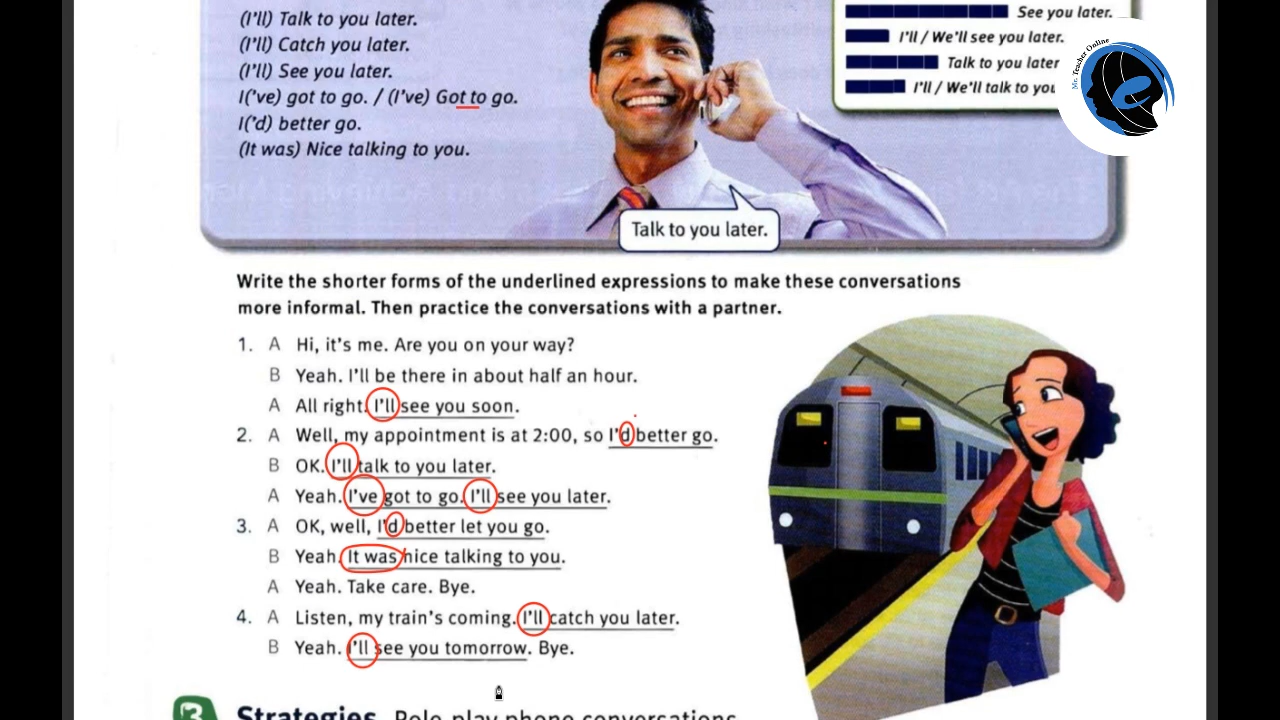 (I'll) Talk to you later.
(I'll) Catch you later.
(I'll) See you later.
I('ve) got to go. / (I've) Got to go.
I('d) better go.
(It was) Nice talking to you.
See you later.
I'll / We'll see you later.
Talk to you later
I'll / We'll talk to you
Mr. Teacher Online
Talk to you later.
Write the shorter forms of the underlined expressions to make these conversations
more informal. Then practice the conversations with a partner.
1. A Hi, it's me. Are you on your way?
B Yeah. I'll be there in about half an hour.
A All right. I'll see you soon.
2. A Well, my appointment is at 2:00, so I'd better go.
B OK. I'll talk to you later.
A Yeah. I've got to go. I'll see you later.
3. A OK, well, I'd better let you go.
B Yeah. It was nice talking to you.
A Yeah. Take care. Bye.
4. A Listen, my train's coming. I'll catch you later.
B Yeah. I'll see you tomorrow. Bye.
3 Strategies Role-play phone conversations